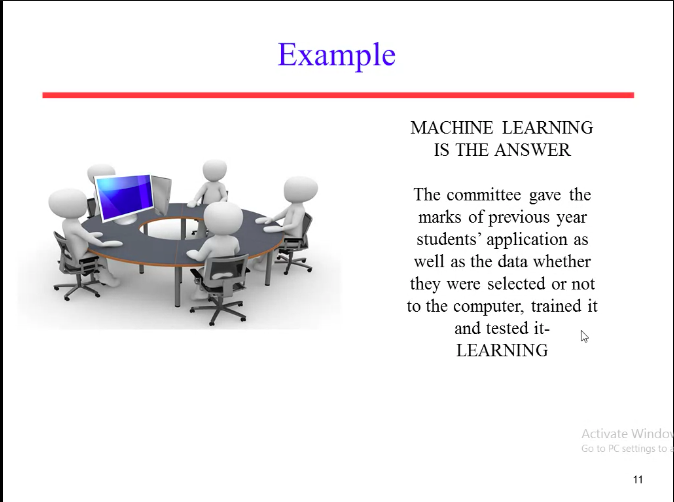 Example
MACHINE LEARNING
IS THE ANSWER
The committee gave the
marks of previous year
students’ application as
well as the data whether
they were selected or not
to the computer, trained it
and tested it-
LEARNING
Activate Window
Go to PC settings to a
11